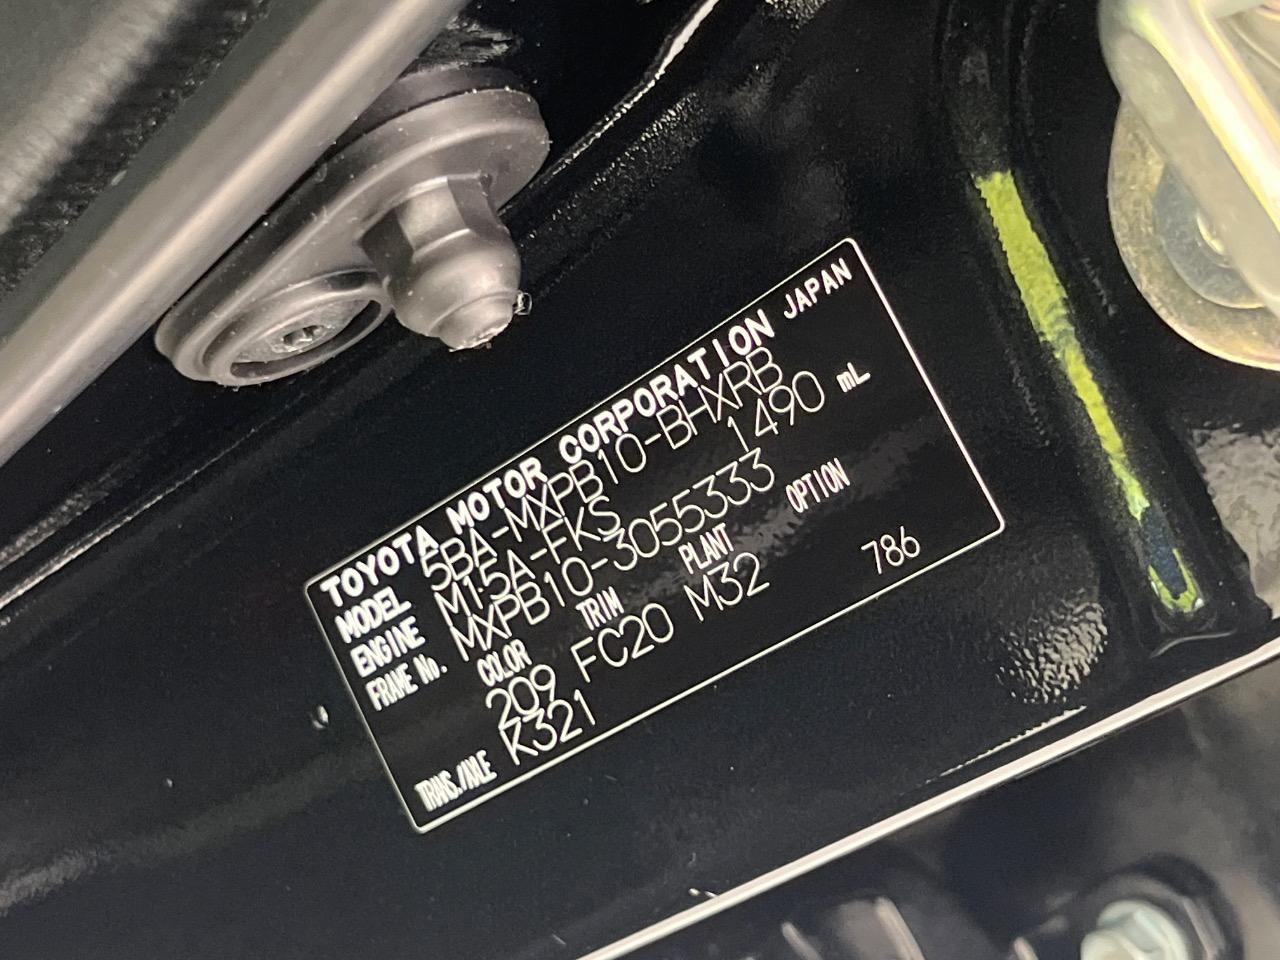 TOYOTA MOTOR CORPORATION JAPAN
MODEL 5BA-MXPB10-BHXRB
ENGINE M15A-FKS 1490 mL
FRAME No. MXPB10-3055333
COLOR TRIM PLANT OPTION
209 FC20 M32 786
TRANS./AXLE K321